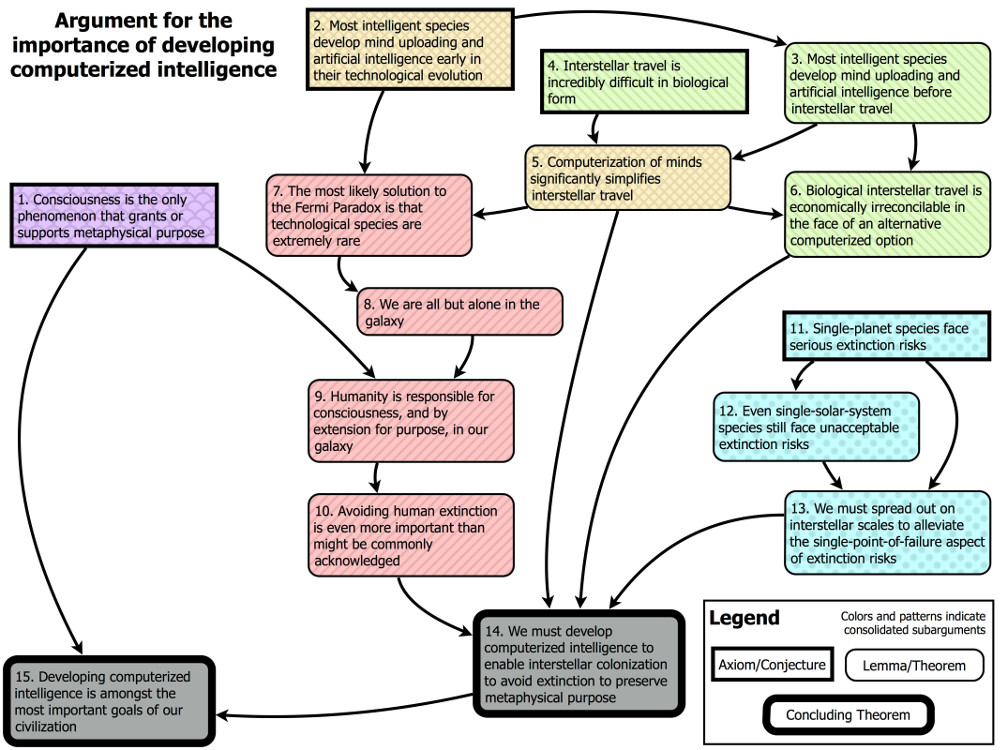 Argument for the
importance of developing
computerized intelligence
2. Most intelligent species
develop mind uploading and
artificial intelligence early in
their technological evolution
4. Interstellar travel is
incredibly difficult in biological
form
3. Most intelligent species
develop mind uploading and
artificial intelligence before
interstellar travel
5. Computerization of minds
significantly simplifies
interstellar travel
1. Consciousness is the only
phenomenon that grants or
supports metaphysical purpose
7. The most likely solution to
the Fermi Paradox is that
technological species are
extremely rare
6. Biological interstellar travel is
economically irreconcilable in
the face of an alternative
computerized option
8. We are all but alone in the
galaxy
11. Single-planet species face
serious extinction risks
9. Humanity is responsible for
consciousness, and by
extension for purpose, in our
galaxy
12. Even single-solar-system
species still face unacceptable
extinction risks
10. Avoiding human extinction
is even more important than
might be commonly
acknowledged
13. We must spread out on
interstellar scales to alleviate
the single-point-of-failure aspect
of extinction risks
14. We must develop
computerized intelligence to
enable interstellar colonization
to avoid extinction to preserve
metaphysical purpose
15. Developing computerized
intelligence is amongst the
most important goals of our
civilization
Legend
Colors and patterns indicate
consolidated subarguments
Axiom/Conjecture
Lemma/Theorem
Concluding Theorem